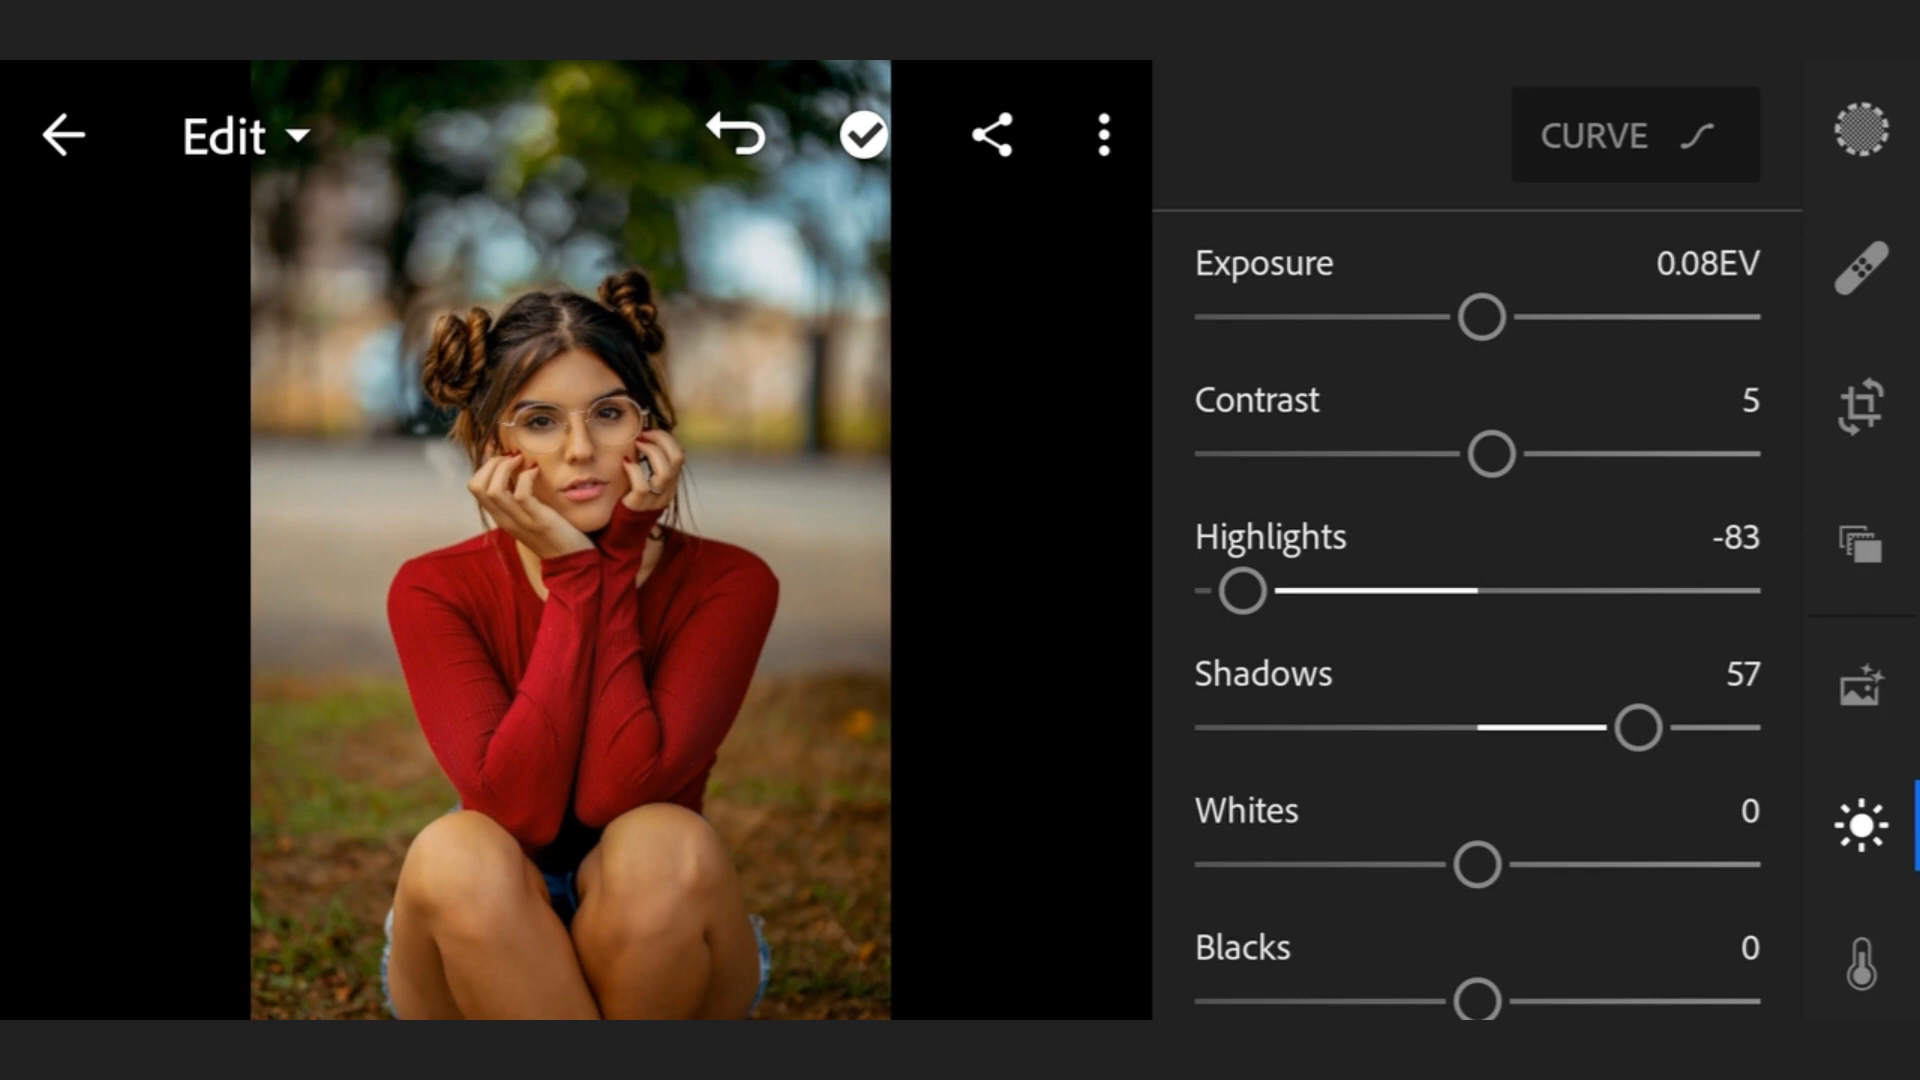 Edit
CURVE
Exposure 0.08EV
Contrast 5
Highlights -83
Shadows 57
Whites 0
Blacks 0